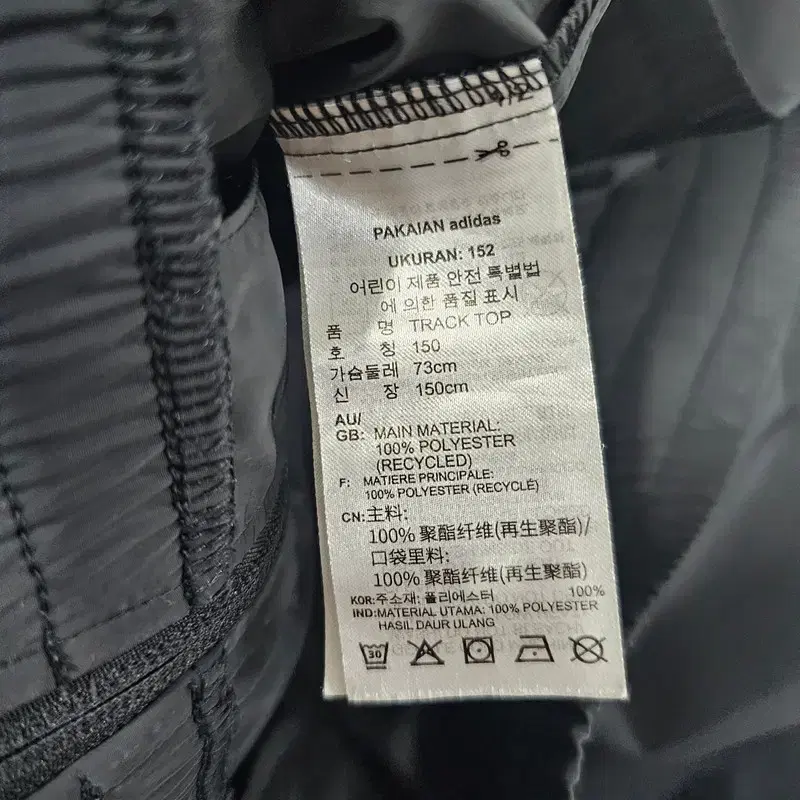 PAKAIAN adidas
UKURAN: 152
어린이 제품 안전 특별법
에 의한 품질 표시
품 명 TRACK TOP
호 칭 150
가슴둘레 73cm
신 장 150cm
AU/
GB: MAIN MATERIAL:
100% POLYESTER
(RECYCLED)
F: MATIERE PRINCIPALE:
100% POLYESTER (RECYCLÉ)
CN:主料:
100% 聚酯纤维(再生聚酯)/
口袋里料:
100% 聚酯纤维(再生聚酯)
KOR:주소재: 폴리에스터 100%
IND:MATERIAL UTAMA: 100% POLYESTER
HASIL DAUR ULANG
30